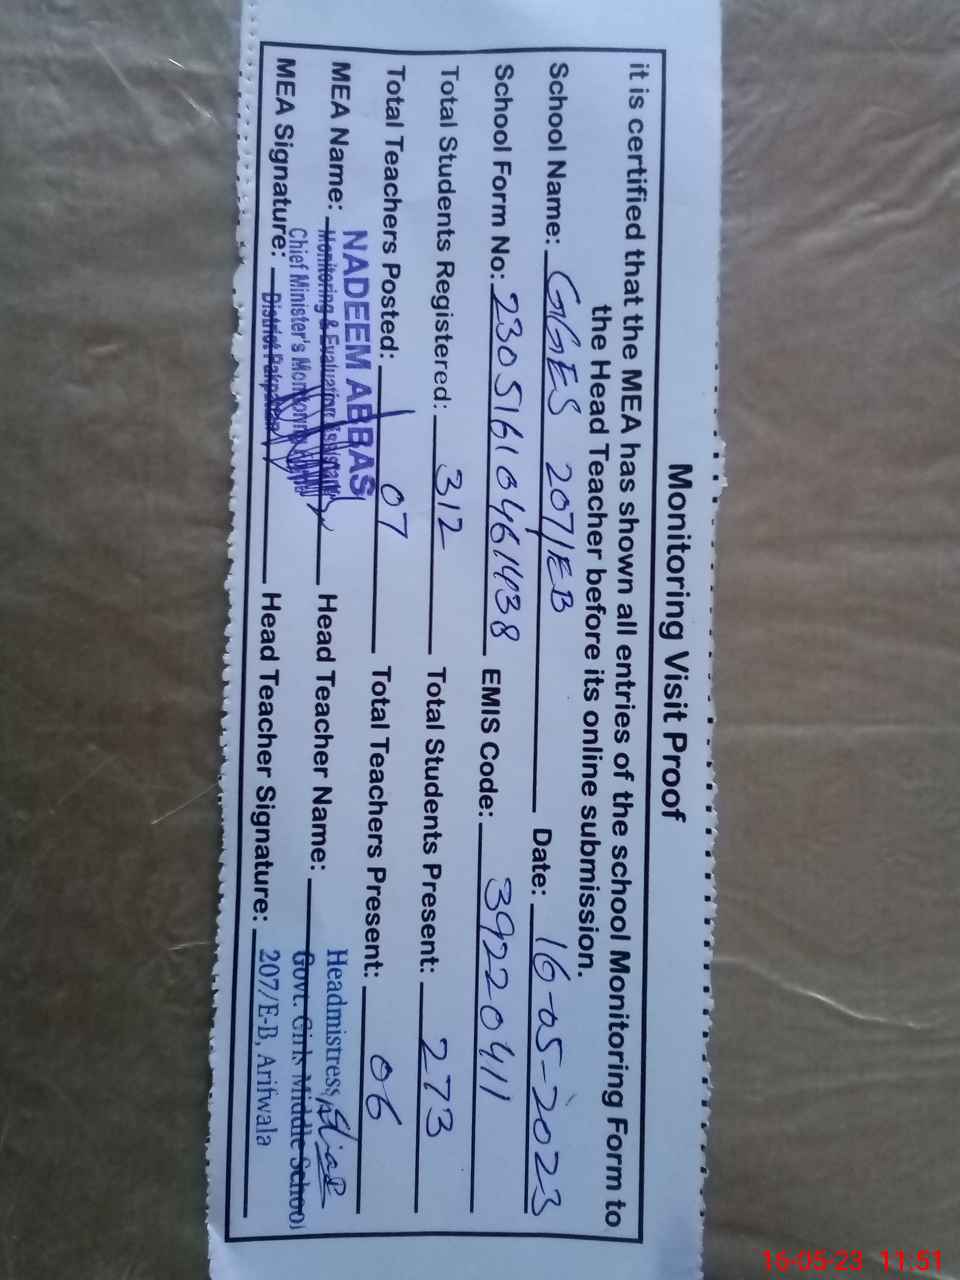 Monitoring Visit Proof
it is certified that the MEA has shown all entries of the school Monitoring Form to
the Head Teacher before its online submission.
School Name: GGES 207/EB Date: 16-05-2023
School Form No: 23051610461438 EMIS Code: 39220411
Total Students Registered: 312 Total Students Present: 273
Total Teachers Posted: 07 Total Teachers Present: 06
NADEEM ABBAS
MEA Name: Monitoring & Evaluation Assistant Head Teacher Name: Headmistress
Chief Minister's Monitoring Govt. Girls Middle School
MEA Signature: District Pakpattan Head Teacher Signature: 207/E-B, Arifwala
16-05-23 11:51